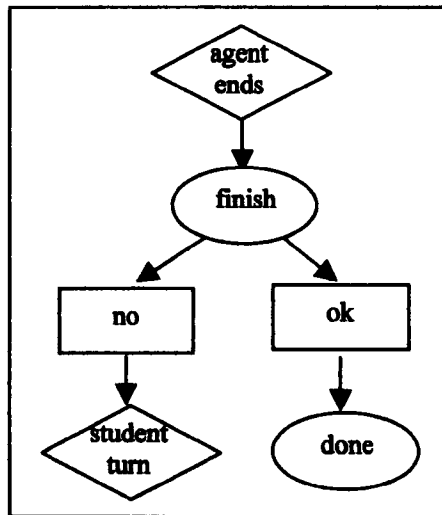 agent
ends
finish
no
ok
student
turn
done